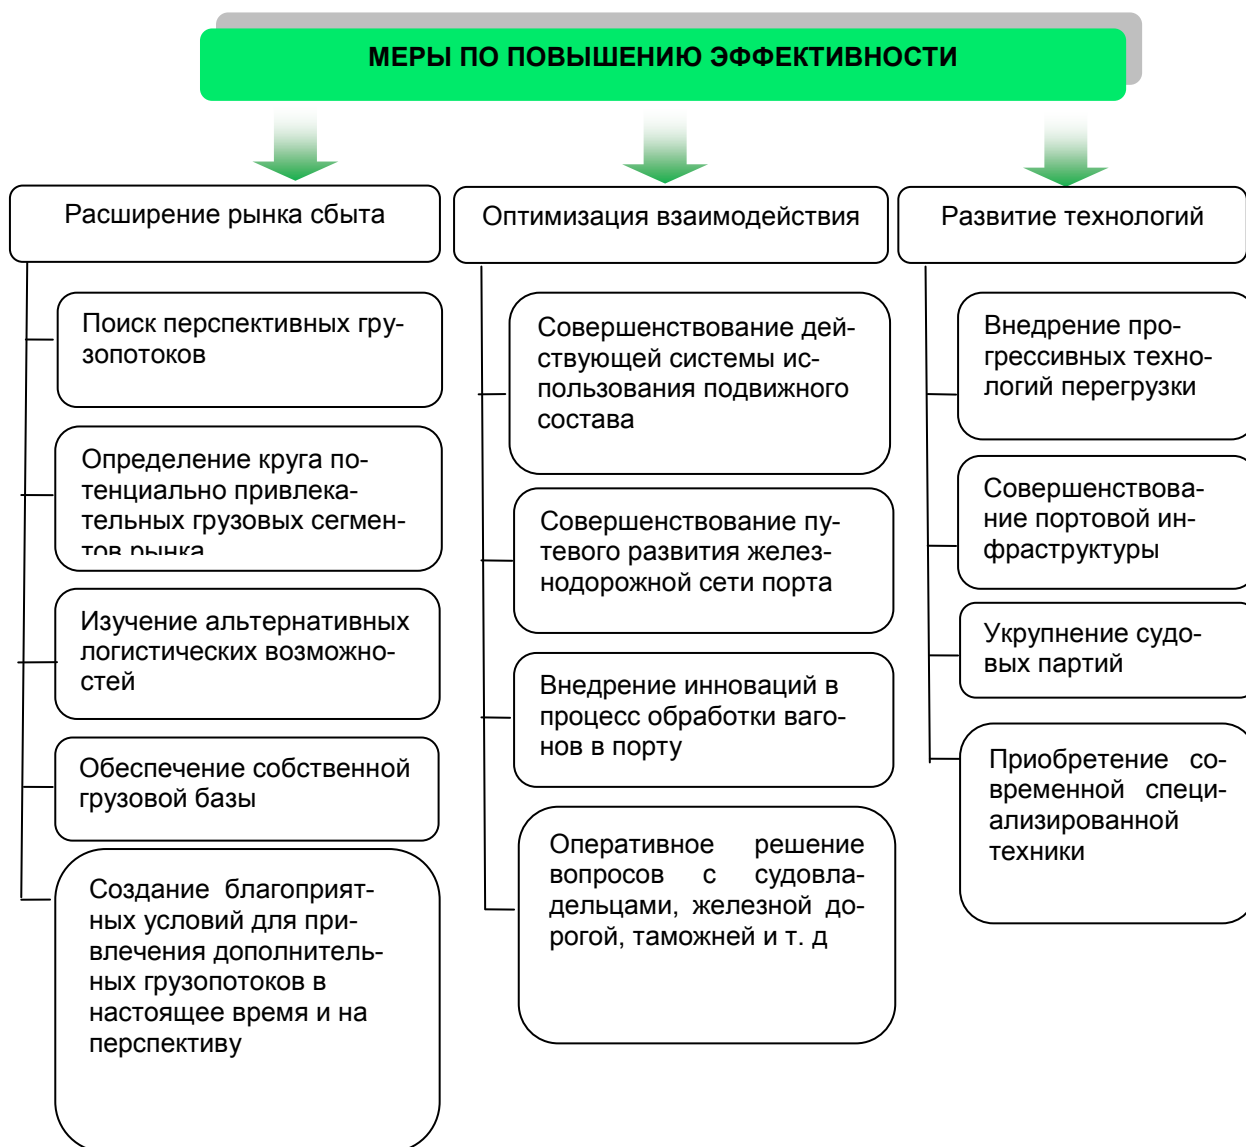 МЕРЫ ПО ПОВЫШЕНИЮ ЭФФЕКТИВНОСТИ
Расширение рынка сбыта
Поиск перспективных гру-
зопотоков
Определение круга по-
тенциально привлека-
тельных грузовых сегмен-
тов рынка
Изучение альтернативных
логистических возможно-
стей
Обеспечение собственной
грузовой базы
Создание благоприят-
ных условий для при-
влечения дополнитель-
ных грузопотоков в
настоящее время и на
перспективу
Оптимизация взаимодействия
Совершенствование дей-
ствующей системы ис-
пользования подвижного
состава
Совершенствование пу-
тевого развития желез-
нодорожной сети порта
Внедрение инноваций в
процесс обработки ваго-
нов в порту
Оперативное решение
вопросов с судовла-
дельцами, железной до-
рогой, таможней и т. д
Развитие технологий
Внедрение про-
грессивных техно-
логий перегрузки
Совершенствова-
ние портовой ин-
фраструктуры
Укрупнение судо-
вых партий
Приобретение со-
временной специ-
ализированной
техники